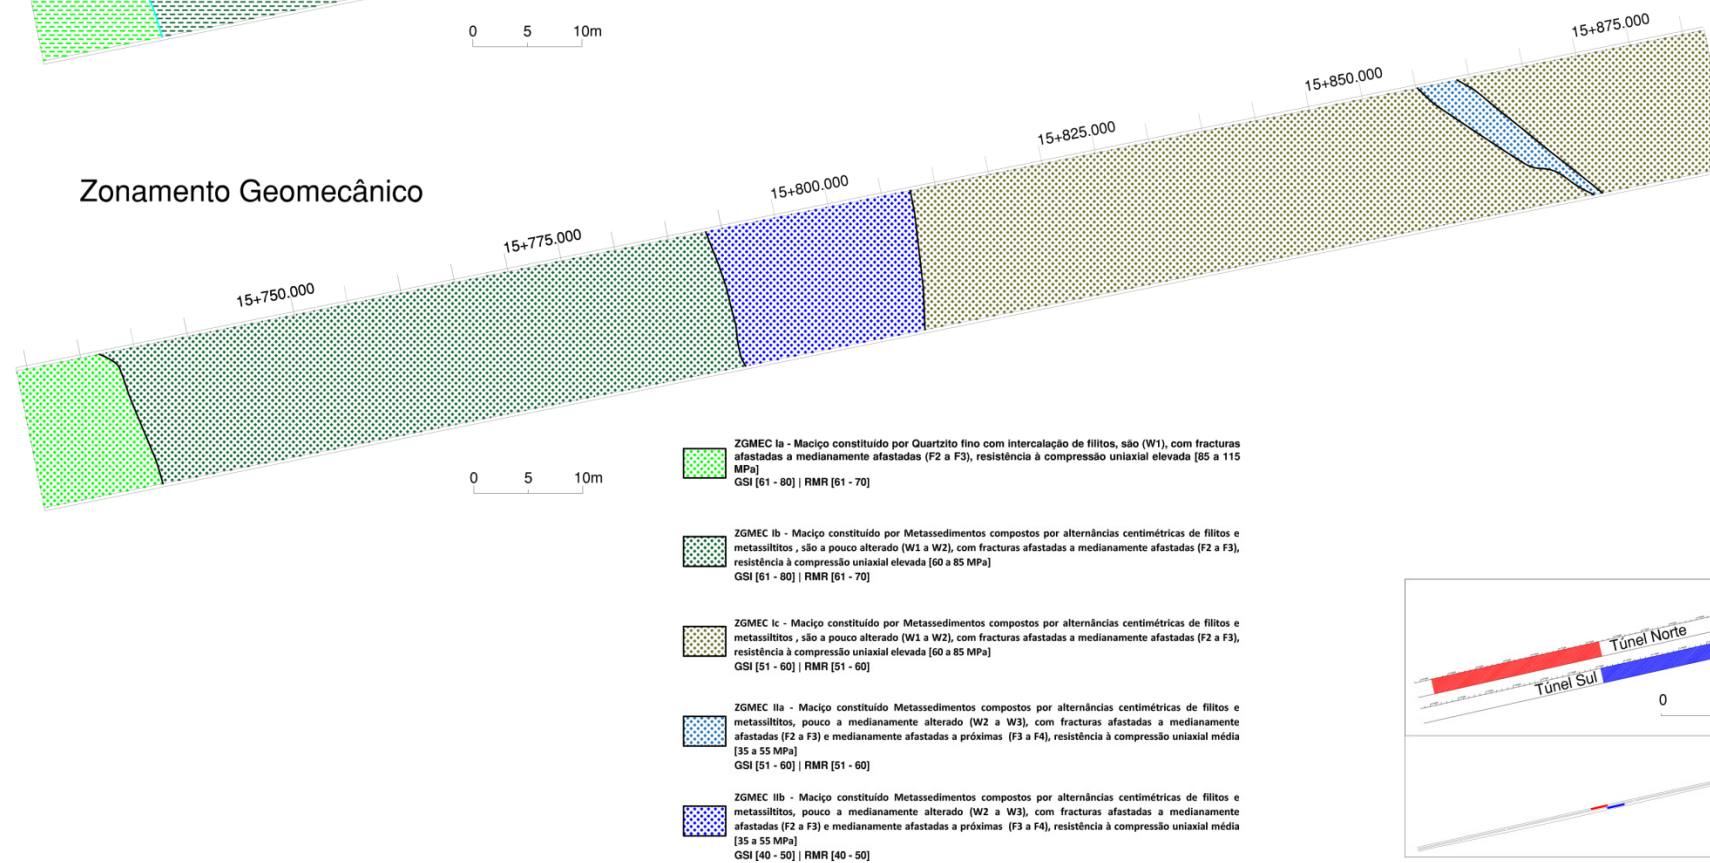 0 5 10m
15+875.000
15+850.000
15+825.000
15+800.000
Zonamento Geomecânico
15+775.000
15+750.000
0 5 10m
ZGMEC Ia - Maciço constituído por Quartzito fino com intercalação de filitos, são (W1), com fracturas
afastadas a medianamente afastadas (F2 a F3), resistência à compressão uniaxial elevada [85 a 115
MPa]
GSI [61 - 80] | RMR [61 - 70]
ZGMEC Ib - Maciço constituído por Metassedimentos compostos por alternâncias centimétricas de filitos e
metassiltitos , são a pouco alterado (W1 a W2), com fracturas afastadas a medianamente afastadas (F2 a F3),
resistência à compressão uniaxial elevada [60 a 85 MPa]
GSI [61 - 80] | RMR [61 - 70]
ZGMEC Ic - Maciço constituído por Metassedimentos compostos por alternâncias centimétricas de filitos e
metassiltitos , são a pouco alterado (W1 a W2), com fracturas afastadas a medianamente afastadas (F2 a F3),
resistência à compressão uniaxial elevada [60 a 85 MPa]
GSI [51 - 60] | RMR [51 - 60]
ZGMEC IIa - Maciço constituído Metassedimentos compostos por alternâncias centimétricas de filitos e
metassiltitos, pouco a medianamente alterado (W2 a W3), com fracturas afastadas a medianamente
afastadas (F2 a F3) e medianamente afastadas a próximas (F3 a F4), resistência à compressão uniaxial média
[35 a 55 MPa]
GSI [51 - 60] | RMR [51 - 60]
ZGMEC IIb - Maciço constituído Metassedimentos compostos por alternâncias centimétricas de filitos e
metassiltitos, pouco a medianamente alterado (W2 a W3), com fracturas afastadas a medianamente
afastadas (F2 a F3) e medianamente afastadas a próximas (F3 a F4), resistência à compressão uniaxial média
[35 a 55 MPa]
GSI [40 - 50] | RMR [40 - 50]
Túnel Norte
Túnel Sul
0